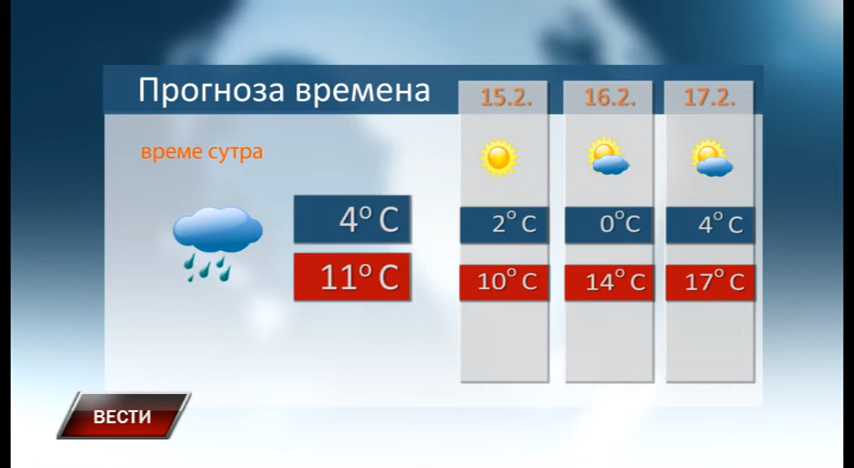 Прогноза времена
време сутра
4° C
11° C
15.2. 16.2. 17.2.
2° C 0°C 4° C
10° C 14° C 17° C
ВЕСТИ